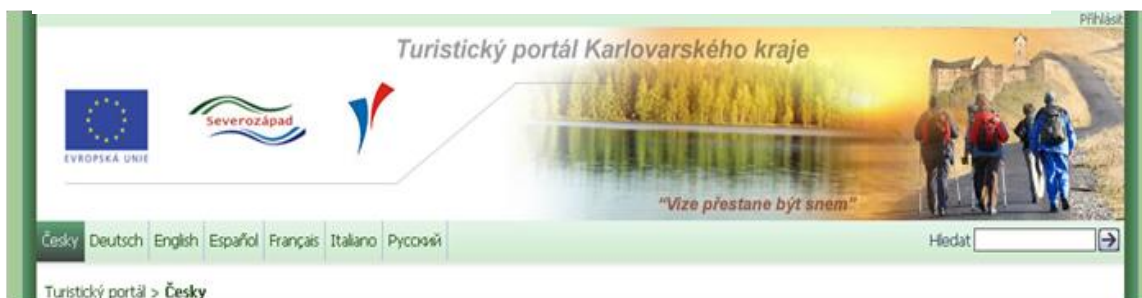 Přihlásit
Turistický portál Karlovarského kraje
Severozápad
EVROPSKÁ UNIE
"Vize přestane být snem"
Česky Deutsch English Español Français Italiano Русский Hledat
Turistický portál > Česky